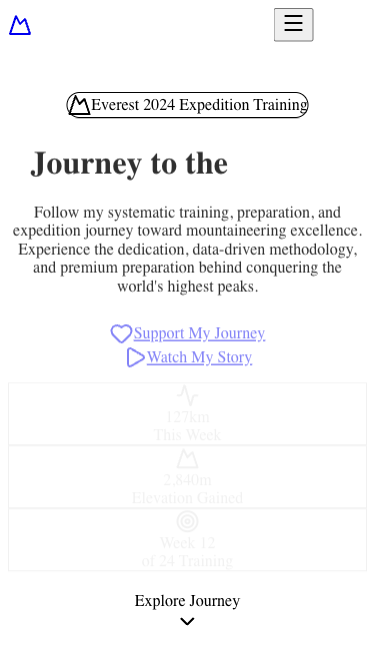 Everest 2024 Expedition Training
Journey to the
Follow my systematic training, preparation, and
expedition journey toward mountaineering excellence.
Experience the dedication, data-driven methodology,
and premium preparation behind conquering the
world's highest peaks.
Support My Journey
Watch My Story
127km
This Week
2,840m
Elevation Gained
Week 12
of 24 Training
Explore Journey